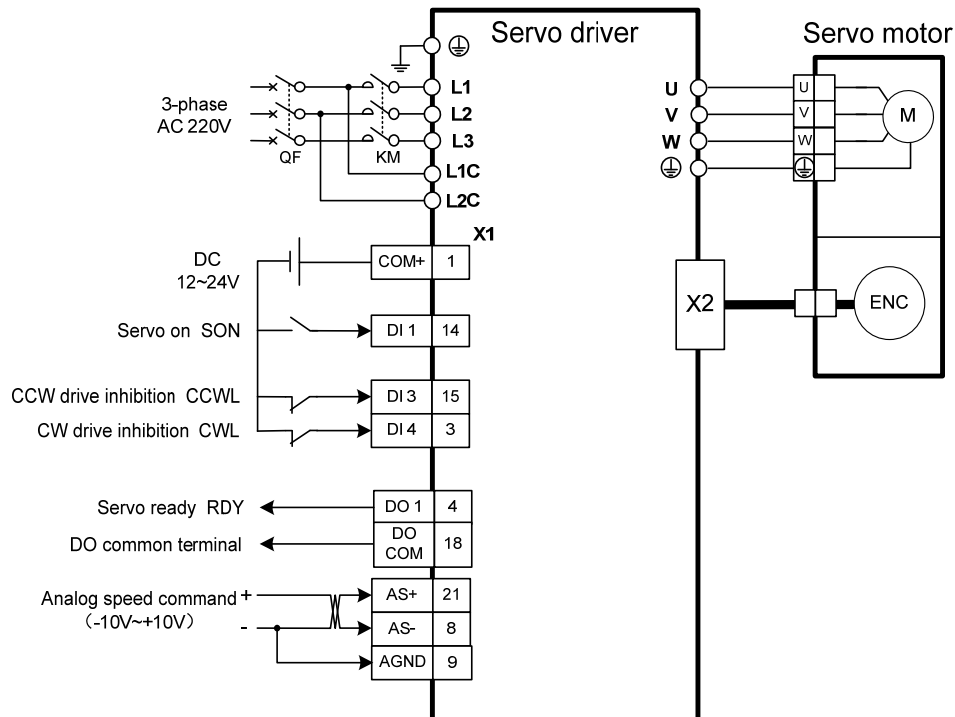 Servo driver
Servo motor
3-phase
AC 220V
QF
KM
L1
L2
L3
L1C
L2C
U
V
W
U
V
W
M
X1
DC
12~24V
COM+ 1
Servo on SON
DI 1 14
X2
ENC
CCW drive inhibition CCWL
DI 3 15
CW drive inhibition CWL
DI 4 3
Servo ready RDY
DO 1 4
DO common terminal
DO
COM
18
Analog speed command +
(-10V~+10V) -
AS+ 21
AS- 8
AGND 9